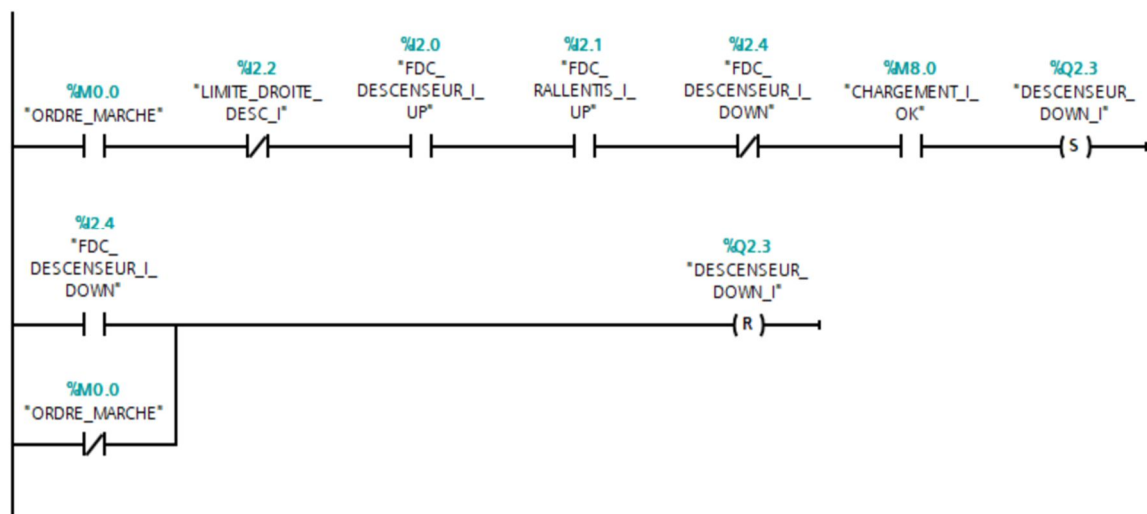 %M0.0
"ORDRE_MARCHE"
%I2.2
"LIMITE_DROITE_
DESC_I"
%I2.0
"FDC_
DESCENSEUR_I_
UP"
%I2.1
"FDC_
RALLENTIS_I_
UP"
%I2.4
"FDC_
DESCENSEUR_I_
DOWN"
%M8.0
"CHARGEMENT_I_
OK"
%Q2.3
"DESCENSEUR_
DOWN_I"
S
%I2.4
"FDC_
DESCENSEUR_I_
DOWN"
%Q2.3
"DESCENSEUR_
DOWN_I"
R
%M0.0
"ORDRE_MARCHE"